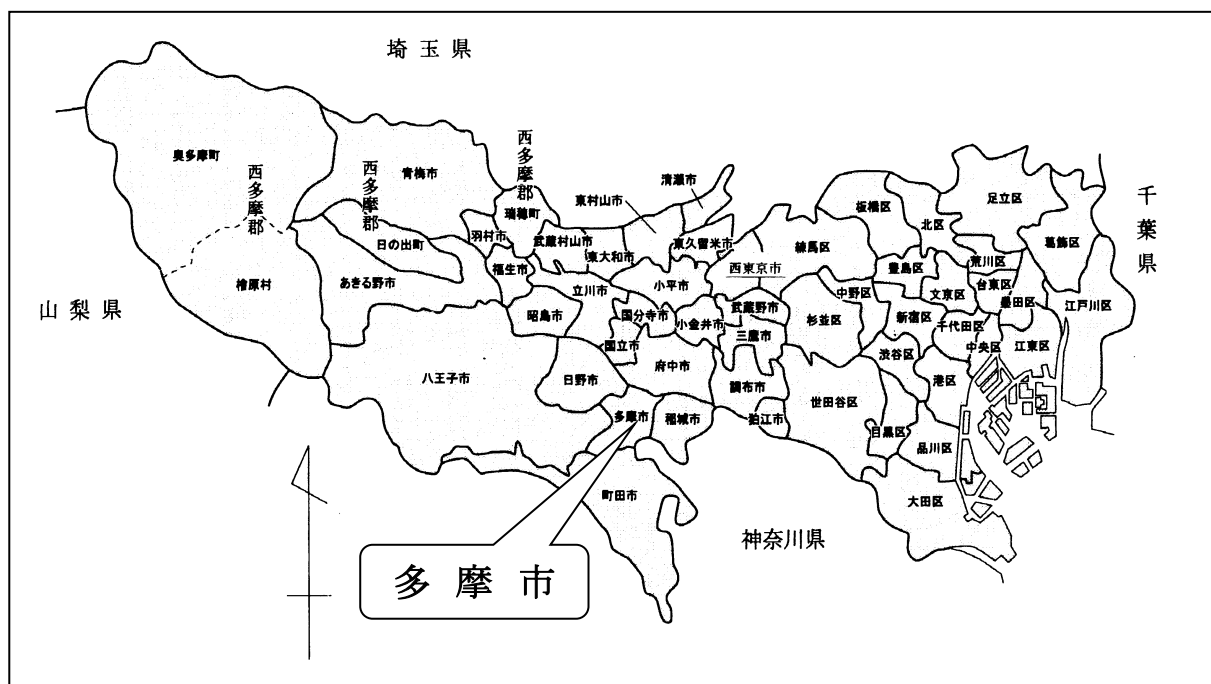 埼玉県
千葉県
山梨県
神奈川県
奥多摩町
西多摩郡
檜原村
西多摩郡
青梅市
日の出町
あきる野市
西多摩郡
瑞穂町
羽村市
福生市
武蔵村山市
東大和市
東村山市
清瀬市
東久留米市
西東京市
小平市
立川市
昭島市
国分寺市
小金井市
武蔵野市
三鷹市
国立市
府中市
八王子市
日野市
多摩市
稲城市
調布市
狛江市
町田市
板橋区
練馬区
北区
足立区
葛飾区
豊島区
荒川区
文京区
台東区
墨田区
江戸川区
中野区
杉並区
新宿区
千代田区
中央区
江東区
渋谷区
港区
世田谷区
目黒区
品川区
大田区
多摩市